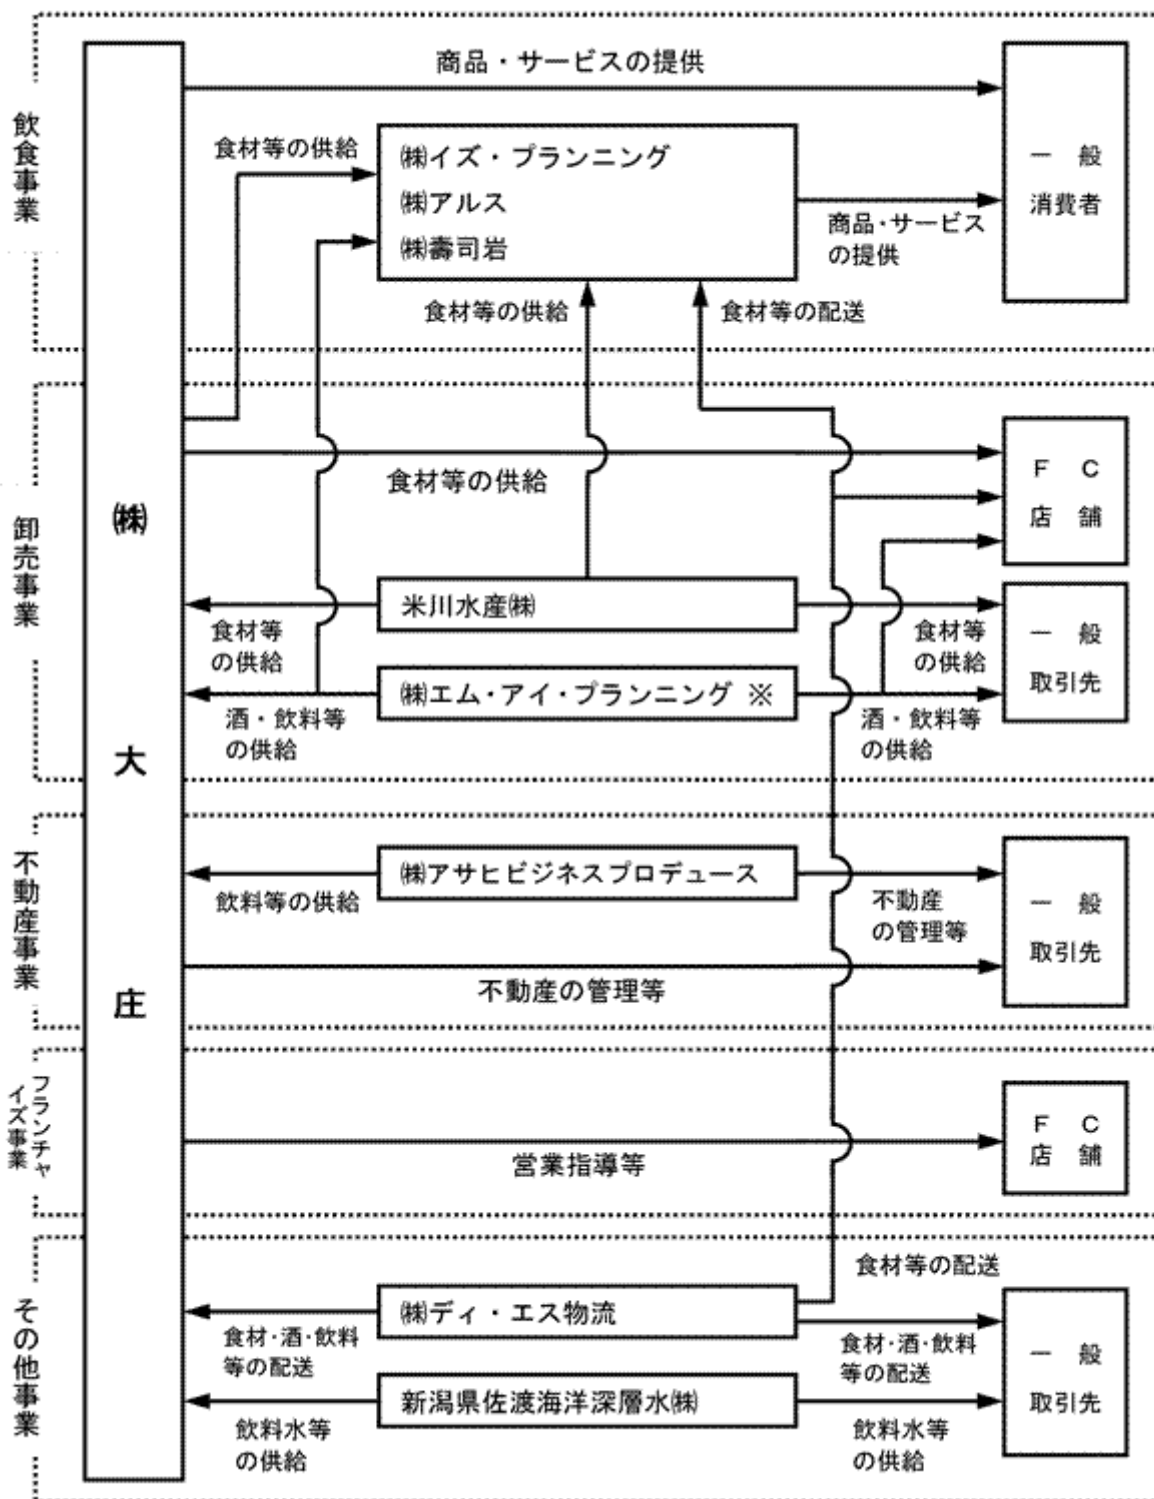 飲食事業
商品・サービスの提供
食材等の供給
㈱イズ・プランニング
㈱アルス
㈱壽司岩
一般
消費者
商品・サービス
の提供
食材等の供給
食材等の配送
卸売事業
㈱大庄
食材等の供給
FC
店舗
米川水産㈱
食材等
の供給
食材等
の供給
一般
取引先
㈱エム・アイ・プランニング ※
酒・飲料等
の供給
酒・飲料等
の供給
不動産事業
㈱アサヒビジネスプロデュース
飲料等の供給
不動産
の管理等
一般
取引先
不動産の管理等
フランチャ
イズ事業
営業指導等
FC
店舗
その他事業
食材等の配送
㈱ディ・エス物流
食材・酒・飲料
等の配送
食材・酒・飲料
等の配送
一般
取引先
新潟県佐渡海洋深層水㈱
飲料水等
の供給
飲料水等
の供給